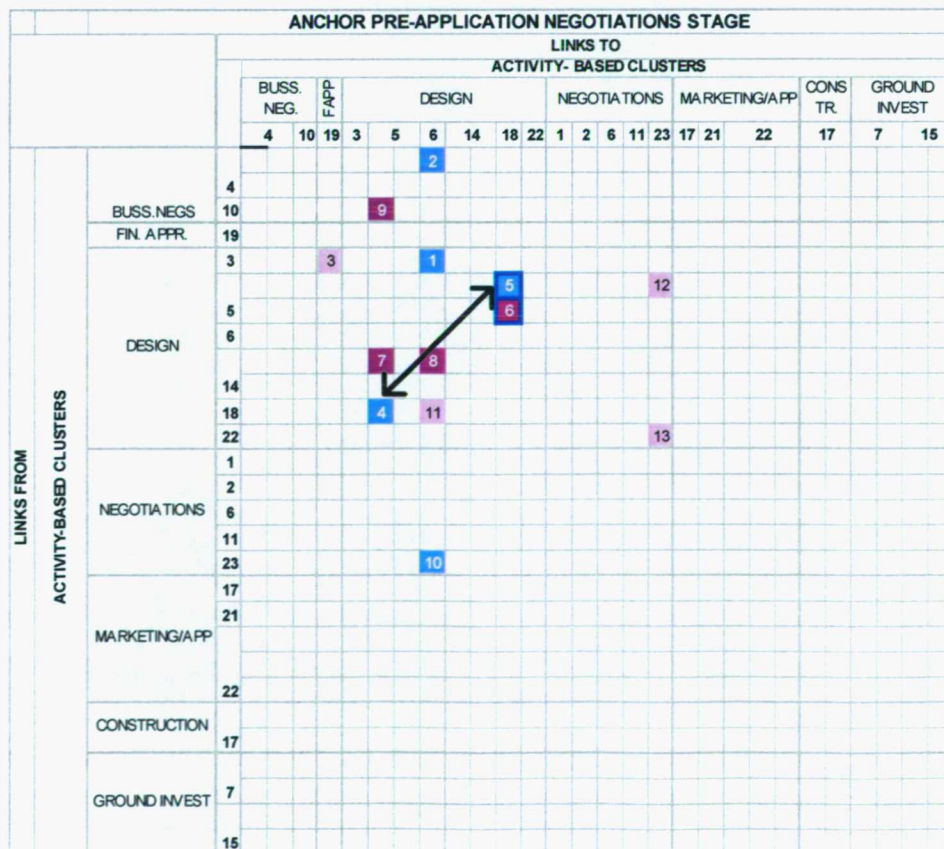 ANCHOR PRE-APPLICATION NEGOTIATIONS STAGE
LINKS TO
ACTIVITY- BASED CLUSTERS
BUSS. NEG. FAPP DESIGN NEGOTIATIONS MARKETING/APP CONS TR. GROUND INVEST
4 10 19 3 5 6 14 18 22 1 2 6 11 23 17 21 22 17 7 15
LINKS FROM
ACTIVITY-BASED CLUSTERS
2
4
BUSS.NEGS 10 9
FIN. APPR. 19
3 3 1
5 12
5 6
6
DESIGN
7 8
14
18 4 11
22 13
1
2
NEGOTIATIONS 6
11
23 10
17
21
MARKETING/APP
22
CONSTRUCTION
17
7
GROUND INVEST
15